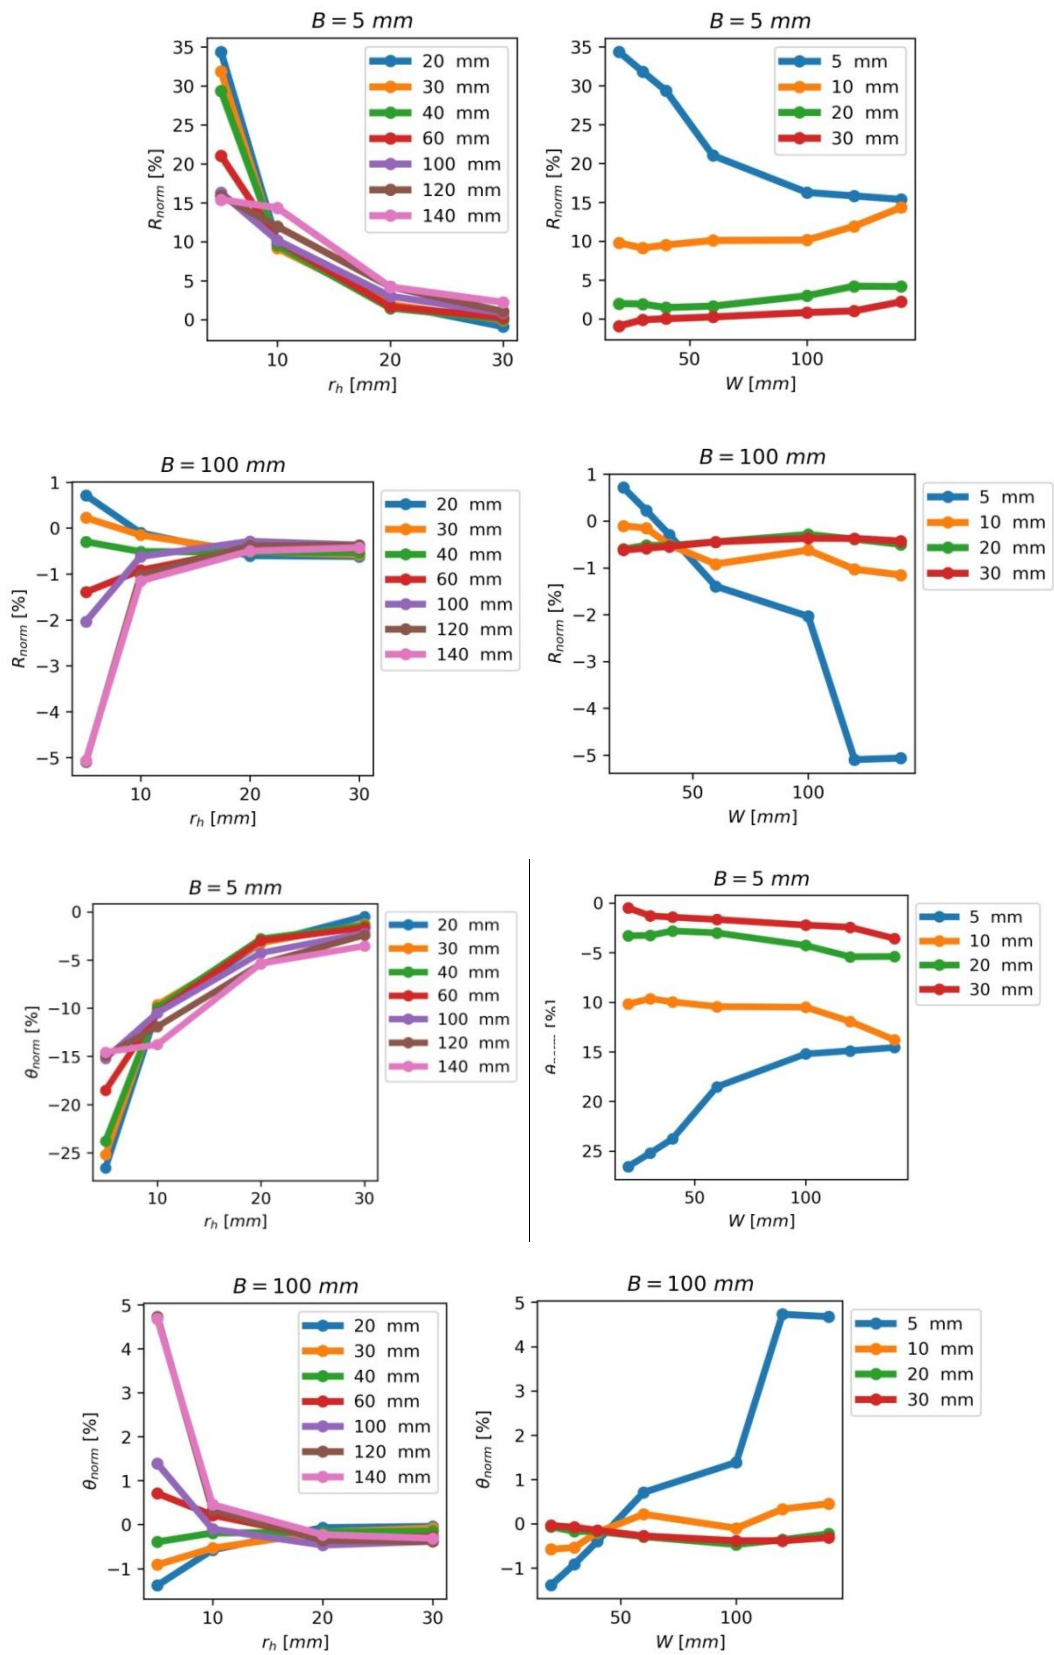 B = 5 mm
35
30
25
20
15
10
5
0
R_norm [%]
20 mm
30 mm
40 mm
60 mm
100 mm
120 mm
140 mm
10 20 30
r_h [mm]
B = 5 mm
35
30
25
20
15
10
5
0
R_norm [%]
5 mm
10 mm
20 mm
30 mm
50 100
W [mm]
B = 100 mm
1
0
−1
−2
−3
−4
−5
R_norm [%]
20 mm
30 mm
40 mm
60 mm
100 mm
120 mm
140 mm
10 20 30
r_h [mm]
B = 100 mm
1
0
−1
−2
−3
−4
−5
R_norm [%]
5 mm
10 mm
20 mm
30 mm
50 100
W [mm]
B = 5 mm
0
−5
−10
−15
−20
−25
θ_norm [%]
20 mm
30 mm
40 mm
60 mm
100 mm
120 mm
140 mm
10 20 30
r_h [mm]
B = 5 mm
0
−5
10
15
20
25
5 mm
10 mm
20 mm
30 mm
50 100
W [mm]
B = 100 mm
5
4
3
2
1
0
−1
θ_norm [%]
20 mm
30 mm
40 mm
60 mm
100 mm
120 mm
140 mm
10 20 30
r_h [mm]
B = 100 mm
5
4
3
2
1
0
−1
θ_norm [%]
5 mm
10 mm
20 mm
30 mm
50 100
W [mm]